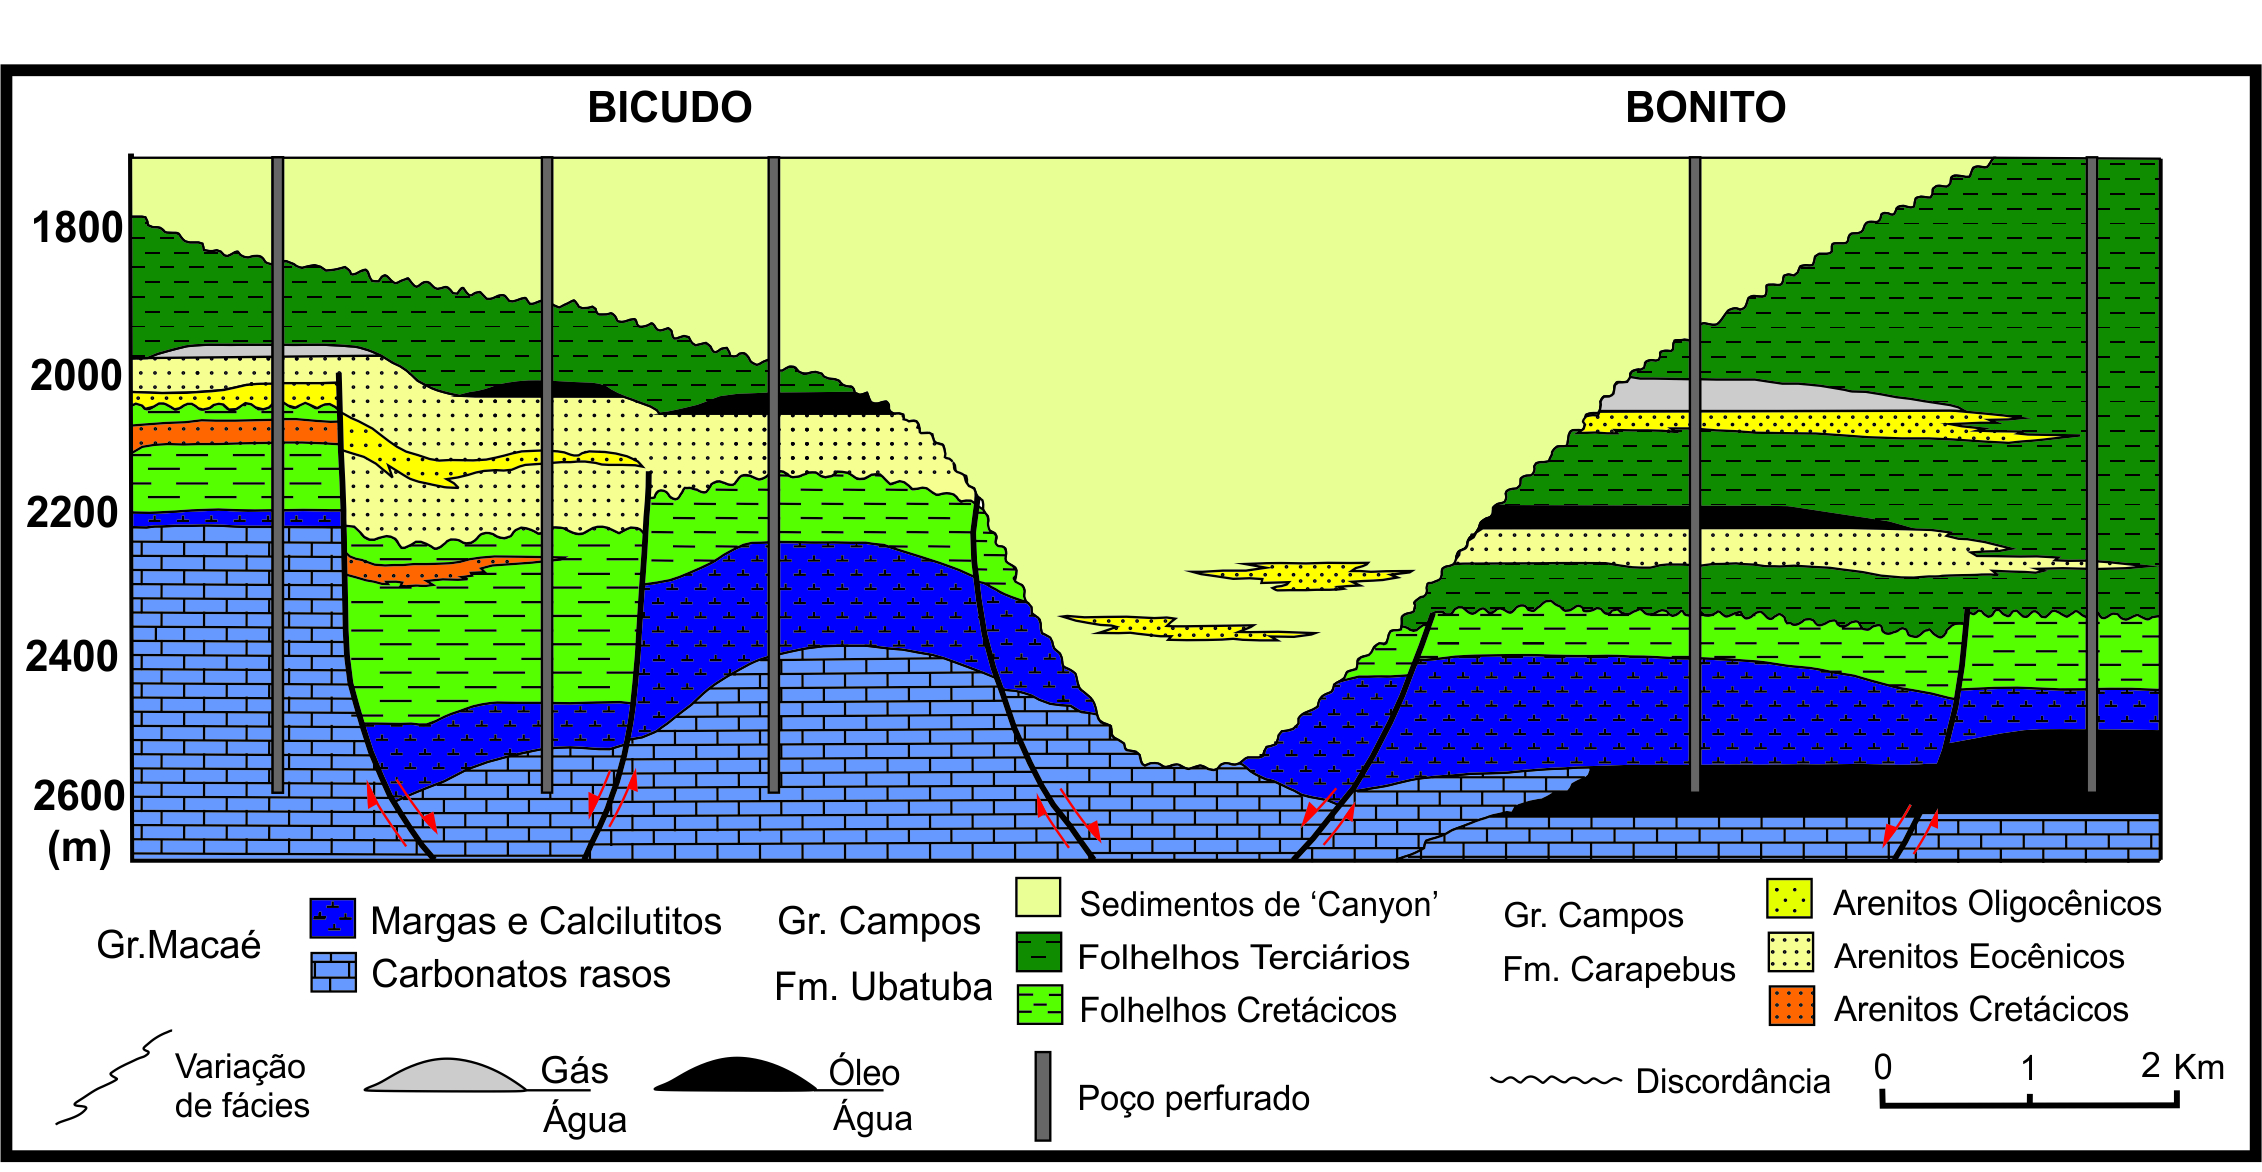 BICUDO
BONITO
1800
2000
2200
2400
2600
(m)
Gr.Macaé
Margas e Calcilutitos
Carbonatos rasos
Gr. Campos
Fm. Ubatuba
Sedimentos de ‘Canyon’
Folhelhos Terciários
Folhelhos Cretácicos
Gr. Campos
Fm. Carapebus
Arenitos Oligocênicos
Arenitos Eocênicos
Arenitos Cretácicos
Variação
de fácies
Gás
Água
Óleo
Água
Poço perfurado
Discordância
0 1 2 Km